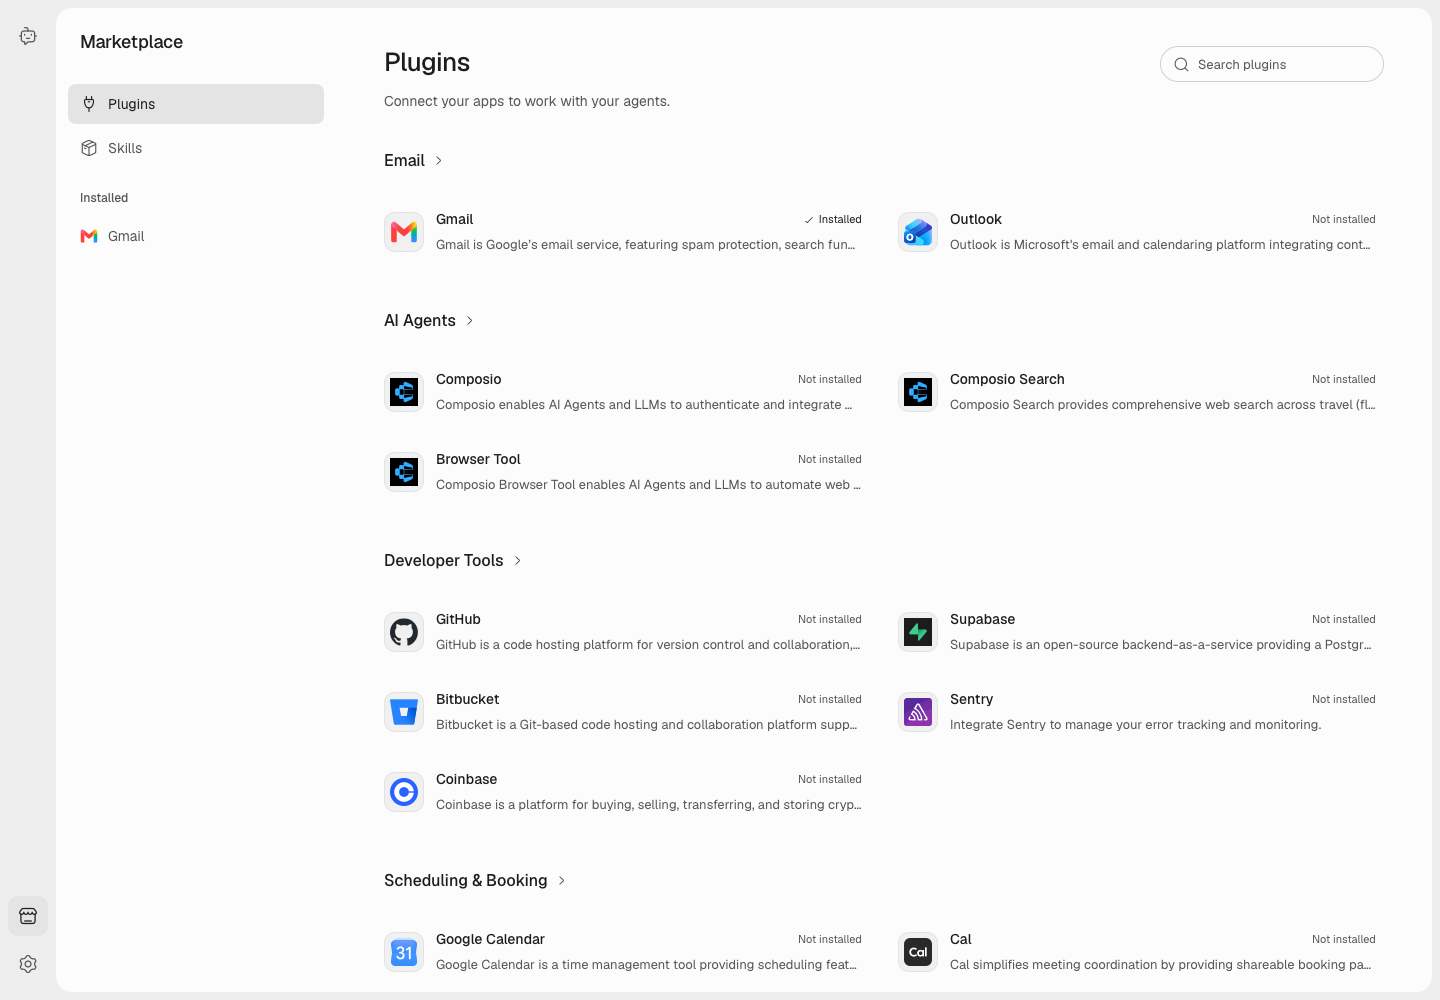 Marketplace
Plugins
Skills
Installed
Gmail
Plugins
Search plugins
Connect your apps to work with your agents.
Email
Gmail
Installed
Gmail is Google's email service, featuring spam protection, search fun...
Outlook
Not installed
Outlook is Microsoft's email and calendaring platform integrating cont...
AI Agents
Composio
Not installed
Composio enables AI Agents and LLMs to authenticate and integrate ...
Composio Search
Not installed
Composio Search provides comprehensive web search across travel (fl...
Browser Tool
Not installed
Composio Browser Tool enables AI Agents and LLMs to automate web ...
Developer Tools
GitHub
Not installed
GitHub is a code hosting platform for version control and collaboration,...
Supabase
Not installed
Supabase is an open-source backend-as-a-service providing a Postgr...
Bitbucket
Not installed
Bitbucket is a Git-based code hosting and collaboration platform supp...
Sentry
Not installed
Integrate Sentry to manage your error tracking and monitoring.
Coinbase
Not installed
Coinbase is a platform for buying, selling, transferring, and storing cryp...
Scheduling & Booking
31
Google Calendar
Not installed
Google Calendar is a time management tool providing scheduling feat...
Cal
Cal
Not installed
Cal simplifies meeting coordination by providing shareable booking pa...